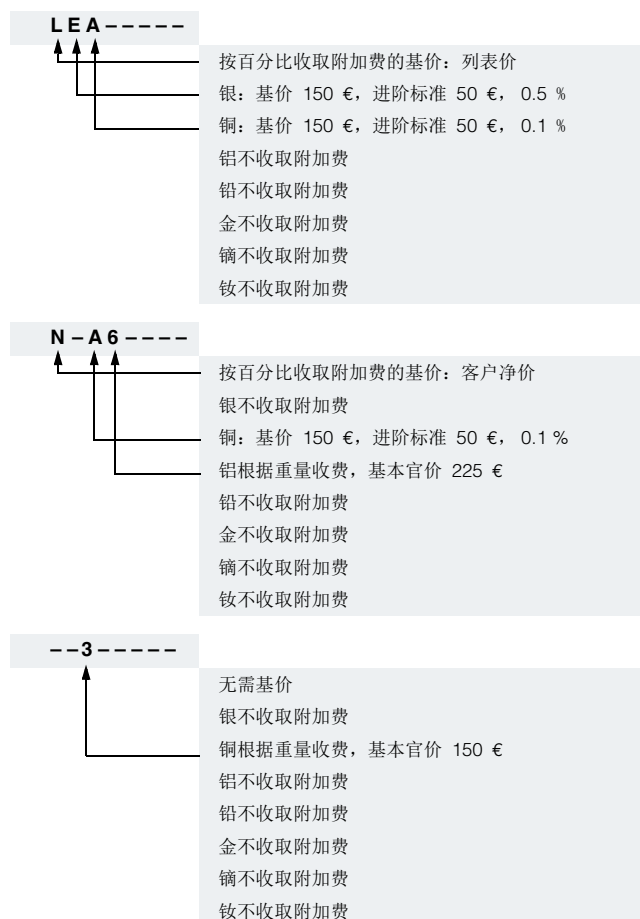 L E A – – – – –
按百分比收取附加费的基价：列表价
银：基价 150 €，进阶标准 50 €， 0.5 %
铜：基价 150 €，进阶标准 50 €， 0.1 %
铝不收取附加费
铅不收取附加费
金不收取附加费
镝不收取附加费
钕不收取附加费
N – A 6 – – – –
按百分比收取附加费的基价：客户净价
银不收取附加费
铜：基价 150 €，进阶标准 50 €， 0.1 %
铝根据重量收费，基本官价 225 €
铅不收取附加费
金不收取附加费
镝不收取附加费
钕不收取附加费
– – 3 – – – – –
无需基价
银不收取附加费
铜根据重量收费，基本官价 150 €
铝不收取附加费
铅不收取附加费
金不收取附加费
镝不收取附加费
钕不收取附加费